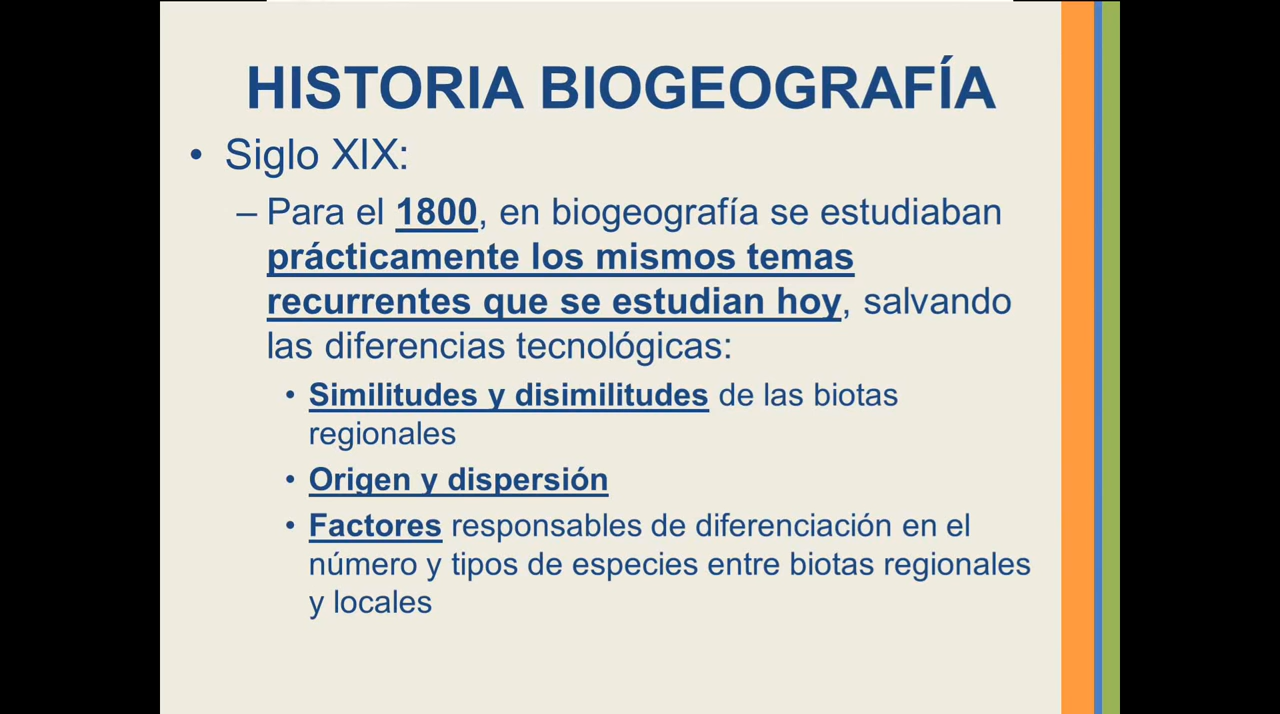 HISTORIA BIOGEOGRAFÍA
• Siglo XIX:
– Para el 1800, en biogeografía se estudiaban
prácticamente los mismos temas
recurrentes que se estudian hoy, salvando
las diferencias tecnológicas:
• Similitudes y disimilitudes de las biotas
regionales
• Origen y dispersión
• Factores responsables de diferenciación en el
número y tipos de especies entre biotas regionales
y locales